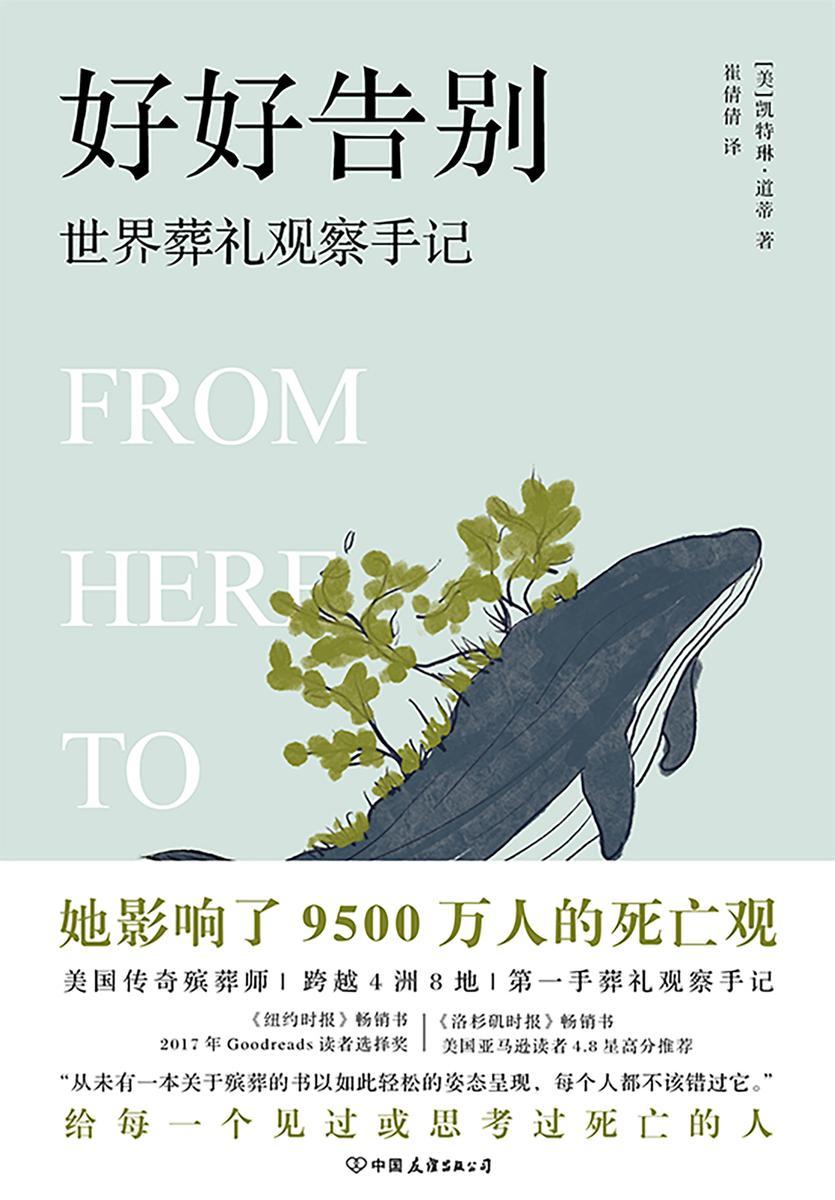 好好告别
世界葬礼观察手记
[美]凯特琳·道蒂 著
崔倩倩 译
FROM
HERE
TO
她影响了 9500 万人的死亡观
美国传奇殡葬师 | 跨越 4 洲 8 地 | 第一手葬礼观察手记
《纽约时报》畅销书
2017 年 Goodreads 读者选择奖
《洛杉矶时报》畅销书
美国亚马逊读者 4.8 星高分推荐
“从未有一本关于殡葬的书以如此轻松的姿态呈现，每个人都不该错过它。”
给每一个见过或思考过死亡的人
中国友谊出版公司